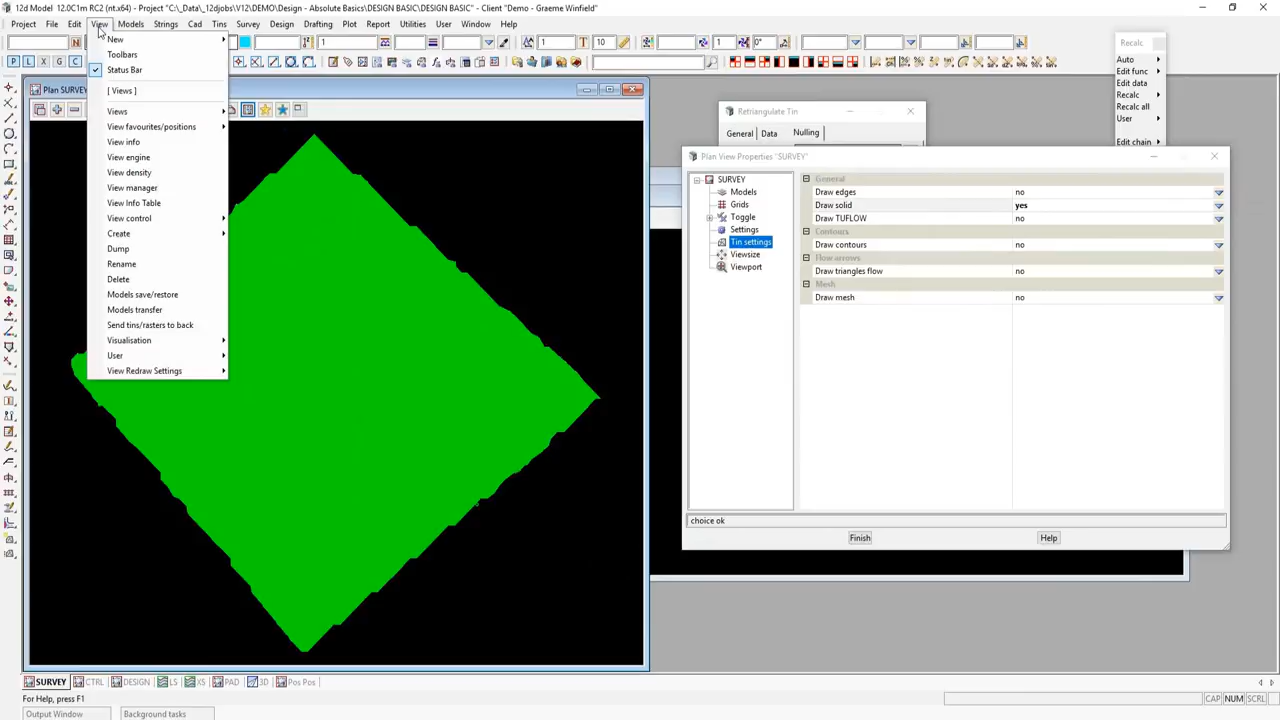 12d Model 12.0C1m RC2 (nt.x64) - Project "C:\_Data\_12djobs\V12\DEMO\Design - Absolute Basics\DESIGN BASIC\DESIGN BASIC" - Client "Demo - Graeme Winfield"
Project File Edit View Models Strings Cad Tins Survey Design Drafting Plot Report Utilities User Window Help
N 1 1 T 10 1 0°
P L X G C
New
Toolbars
Status Bar
[ Views ]
Views
View favourites/positions
View info
View engine
View density
View manager
View Info Table
View control
Create
Dump
Rename
Delete
Models save/restore
Models transfer
Send tins/rasters to back
Visualisation
User
View Redraw Settings
Plan SURVEY
Recalc
Auto
Edit func
Edit data
Recalc
Recalc all
User
Edit chain
Retriangulate Tin
General Data Nulling
Plan View Properties "SURVEY"
SURVEY
Models
Grids
Toggle
Settings
Tin settings
Viewsize
Viewport
General
Draw edges no
Draw solid yes
Draw TUFLOW no
Contours
Draw contours no
Flow arrows
Draw triangles flow no
Mesh
Draw mesh no
choice ok
Finish Help
SURVEY CTRL DESIGN LS XS PAD 3D Pos Pos
For Help, press F1
CAP NUM SCRL
Output Window Background tasks